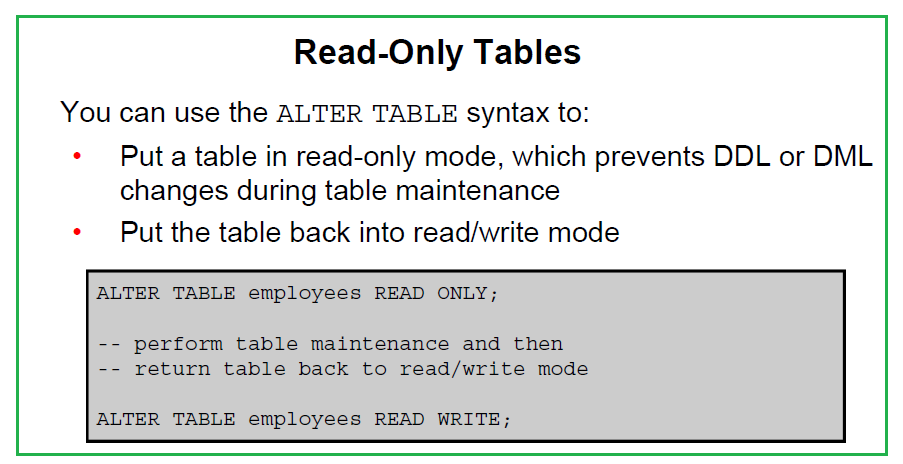 Read-Only Tables
You can use the ALTER TABLE syntax to:
• Put a table in read-only mode, which prevents DDL or DML
changes during table maintenance
• Put the table back into read/write mode
ALTER TABLE employees READ ONLY;
-- perform table maintenance and then
-- return table back to read/write mode
ALTER TABLE employees READ WRITE;